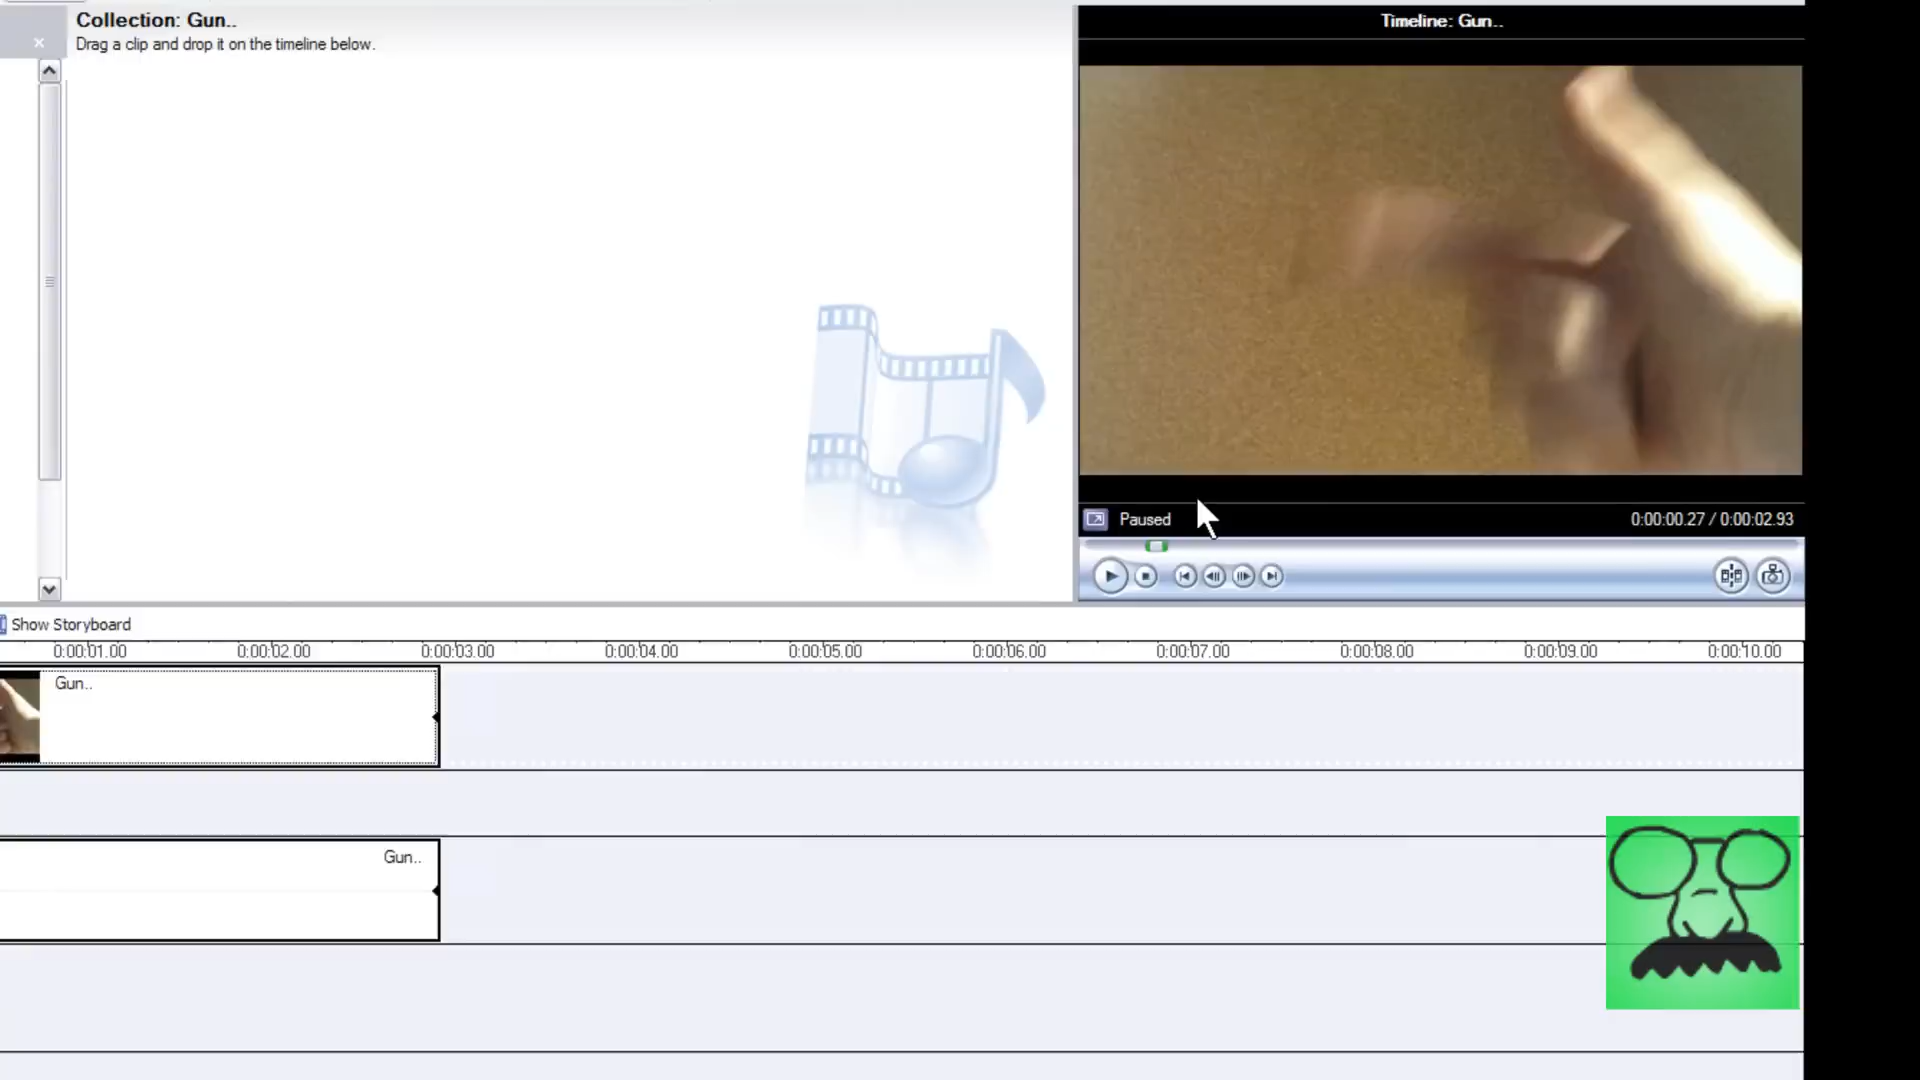 Collection: Gun..
Drag a clip and drop it on the timeline below.
Timeline: Gun..
Paused
0:00:00.27 / 0:00:02.93
Show Storyboard
0:00:01.00 0:00:02.00 0:00:03.00 0:00:04.00 0:00:05.00 0:00:06.00 0:00:07.00 0:00:08.00 0:00:09.00 0:00:10.00
Gun..
Gun..